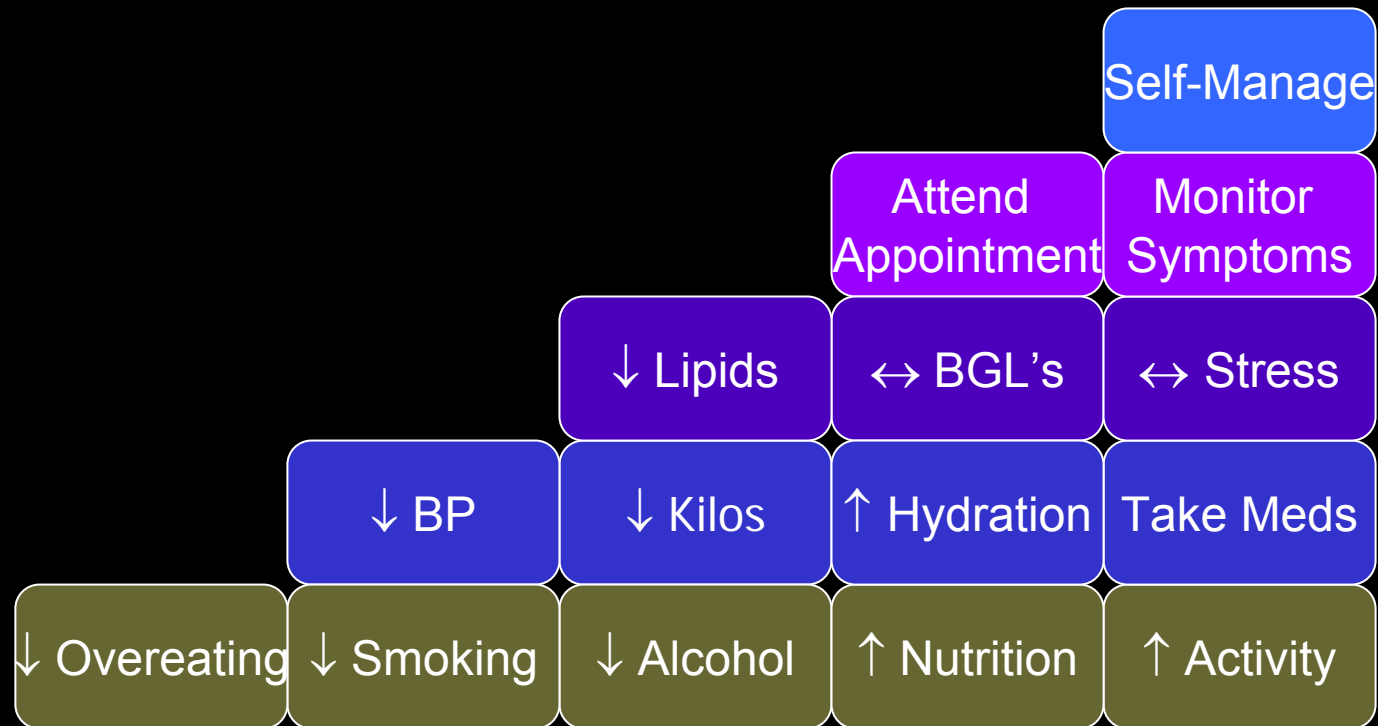 Self-Manage
Attend
Appointment
Monitor
Symptoms
↓ Lipids
↔ BGL’s
↔ Stress
↓ BP
↓ Kilos
↑ Hydration
Take Meds
↓ Overeating
↓ Smoking
↓ Alcohol
↑ Nutrition
↑ Activity